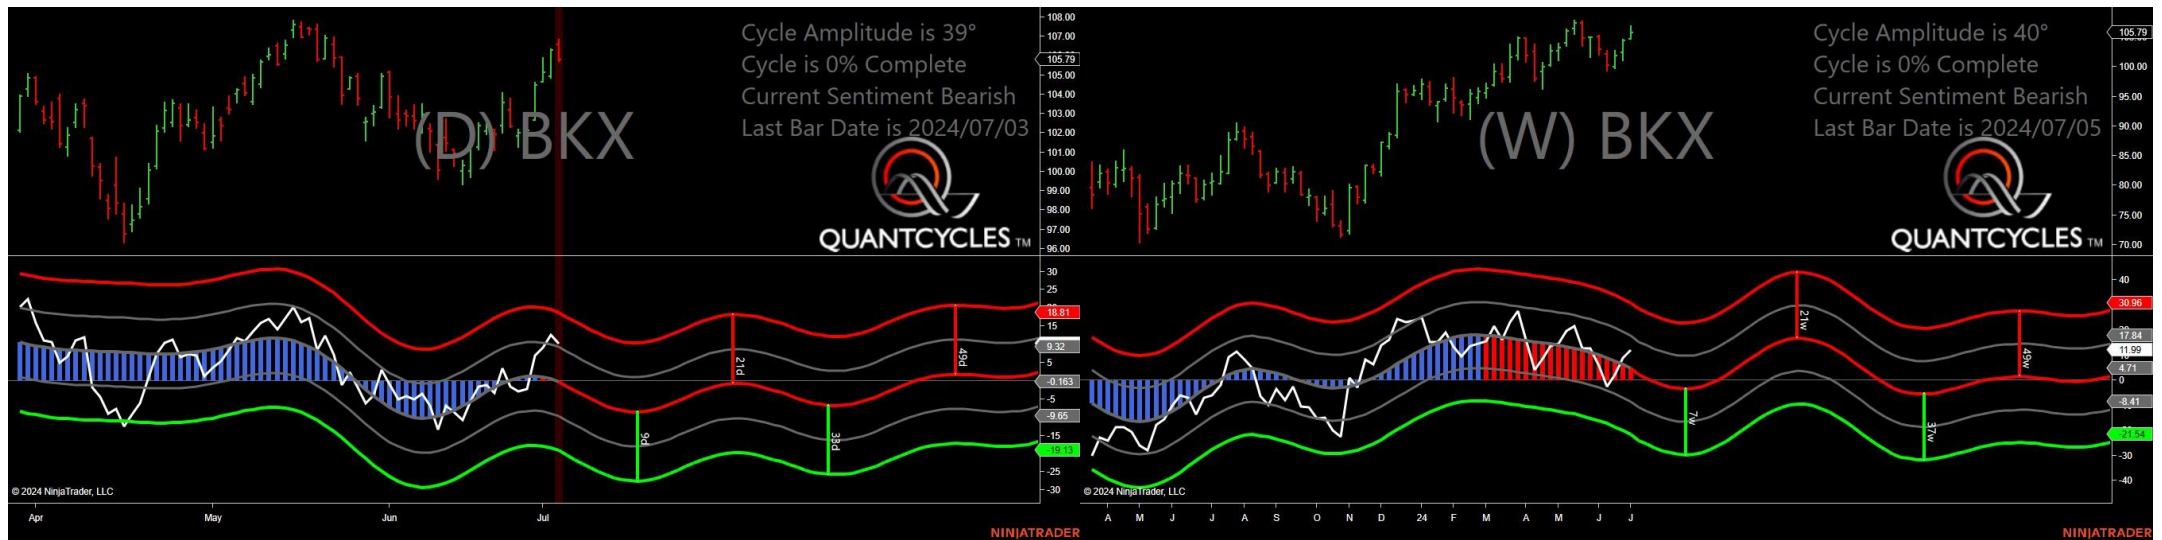 Cycle Amplitude is 39°
Cycle is 0% Complete
Current Sentiment Bearish
Last Bar Date is 2024/07/03
(D) BKX
QUANTCYCLES TM
108.00
107.00
105.79
105.00
104.00
103.00
102.00
101.00
100.00
99.00
98.00
97.00
96.00
30
25
18.81
15
9.32
5
-0.163
-5
-9.65
-15
-19.13
-25
-30
9d
21d
33d
49d
© 2024 NinjaTrader, LLC
Apr May Jun Jul
NINJATRADER
Cycle Amplitude is 40°
Cycle is 0% Complete
Current Sentiment Bearish
Last Bar Date is 2024/07/05
(W) BKX
QUANTCYCLES TM
105.79
100.00
95.00
90.00
85.00
80.00
75.00
70.00
40
30.96
17.84
11.99
4.71
0
-8.41
-21.54
-30
-40
7w
21w
37w
49w
© 2024 NinjaTrader, LLC
A M J J A S O N D 24 F M A M J J
NINJATRADER